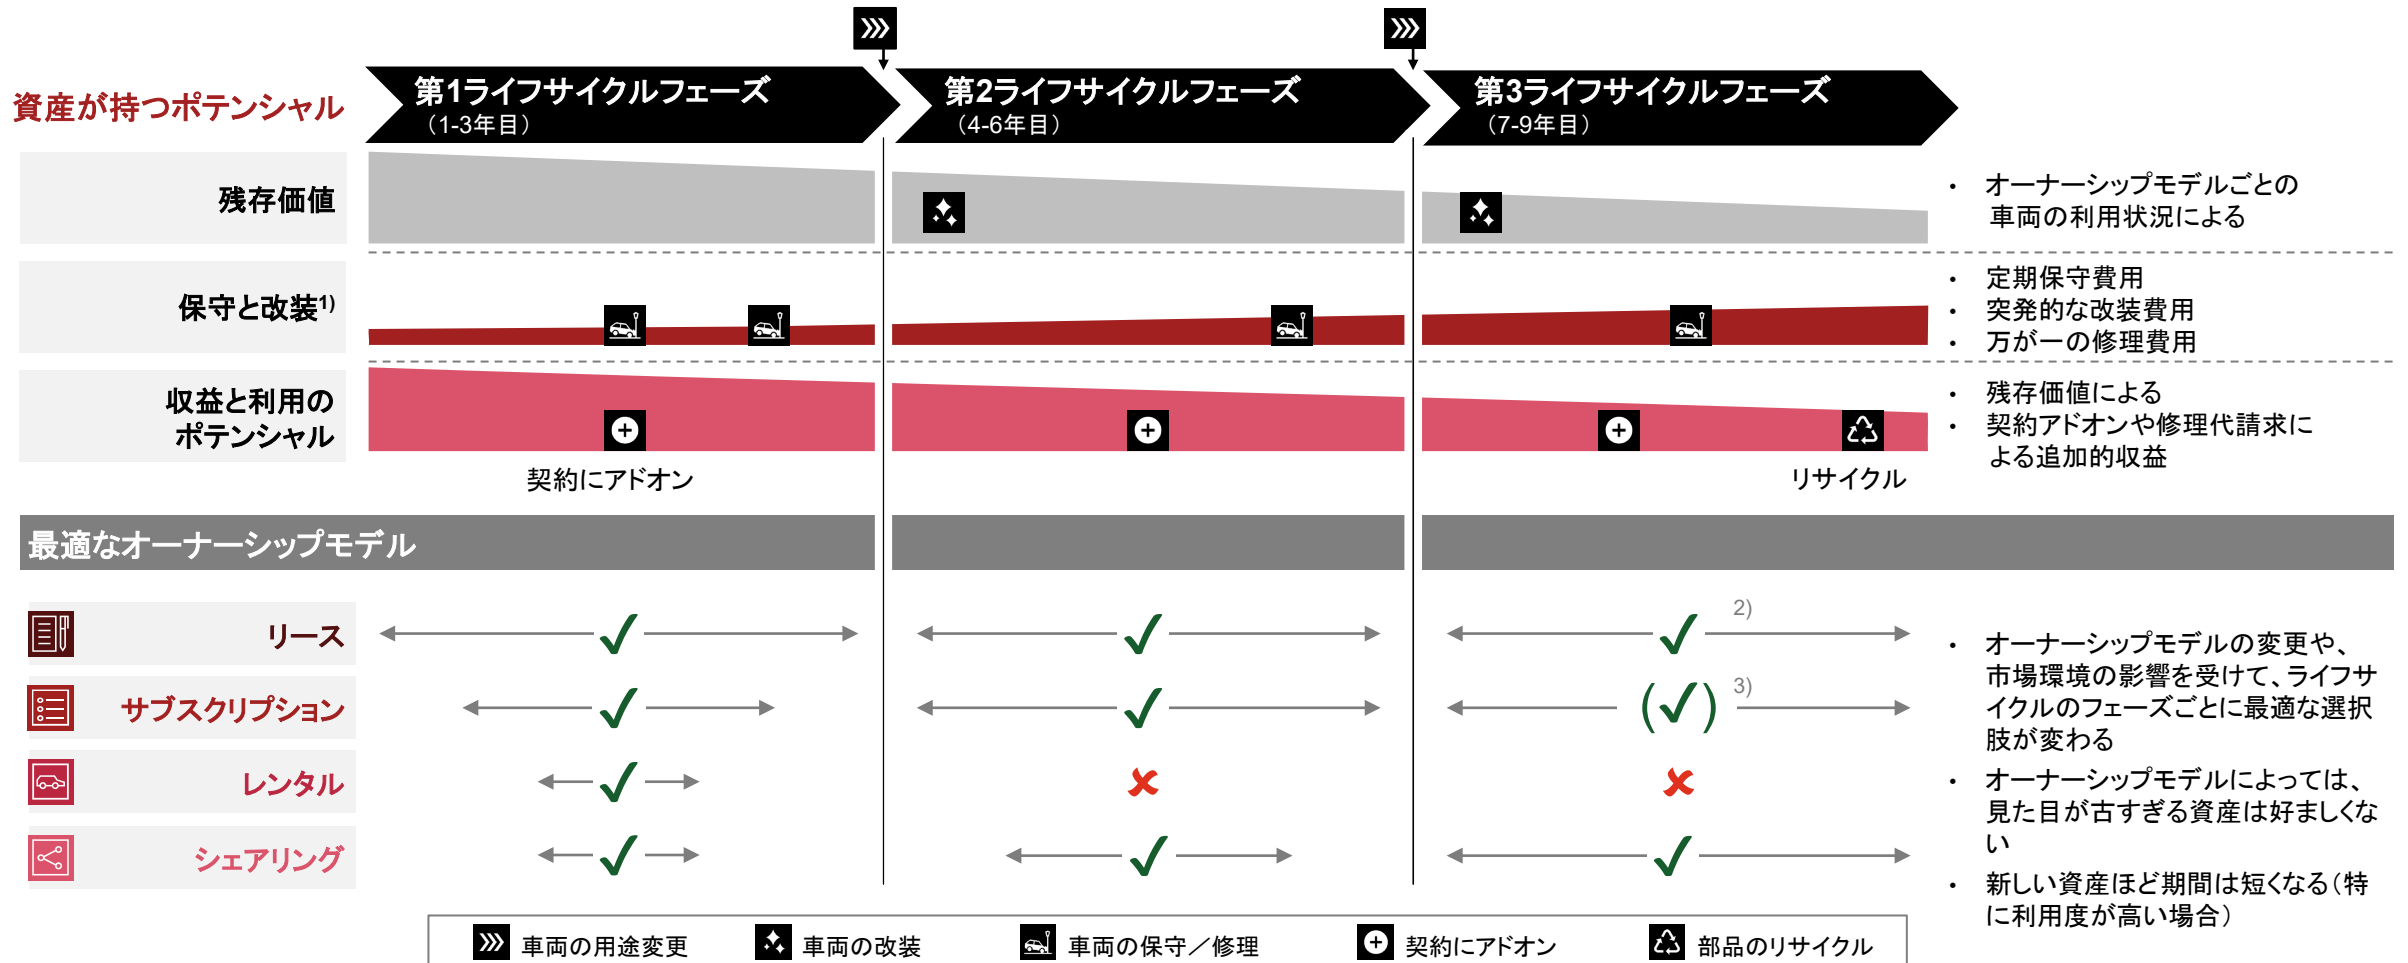 資産が持つポテンシャル
第1ライフサイクルフェーズ
（1-3年目）
第2ライフサイクルフェーズ
（4-6年目）
第3ライフサイクルフェーズ
（7-9年目）
残存価値
• オーナーシップモデルごとの
車両の利用状況による
保守と改装1)
• 定期保守費用
• 突発的な改装費用
• 万が一の修理費用
収益と利用の
ポテンシャル
• 残存価値による
• 契約アドオンや修理代請求に
よる追加的収益
契約にアドオン
リサイクル
最適なオーナーシップモデル
リース
2)
サブスクリプション
3)
レンタル
シェアリング
• オーナーシップモデルの変更や、
市場環境の影響を受けて、ライフサ
イクルのフェーズごとに最適な選択
肢が変わる
• オーナーシップモデルによっては、
見た目が古すぎる資産は好ましくな
い
• 新しい資産ほど期間は短くなる（特
に利用度が高い場合）
車両の用途変更
車両の改装
車両の保守／修理
契約にアドオン
部品のリサイクル